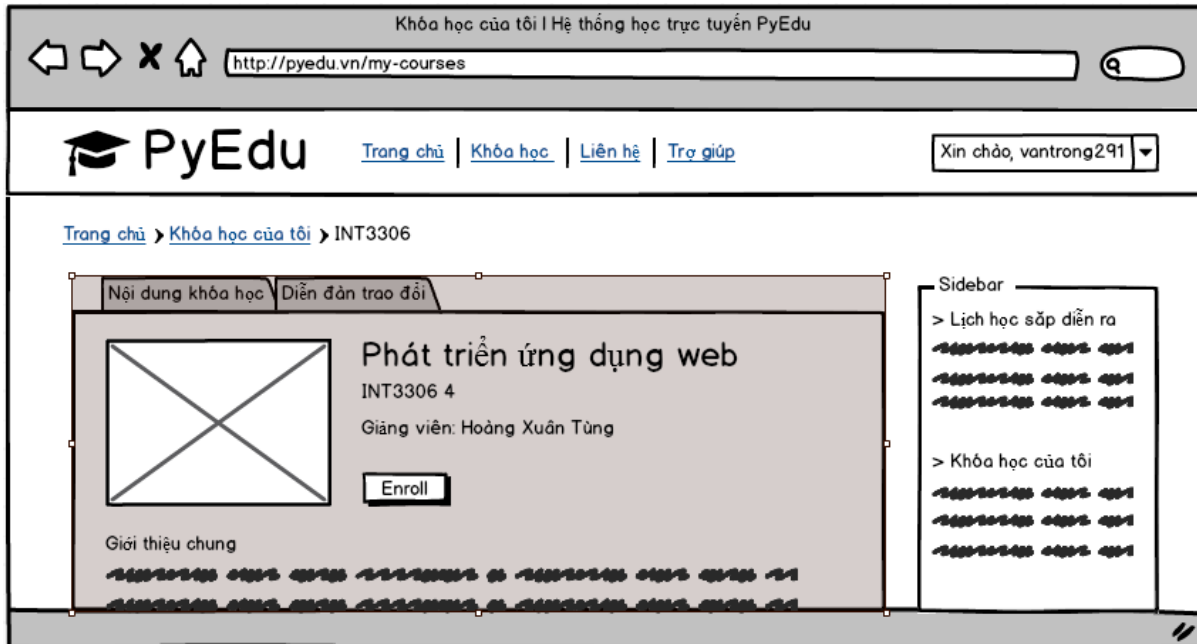 Khóa học của tôi I Hệ thống học trực tuyến PyEdu
http://pyedu.vn/my-courses
PyEdu
Trang chủ Khóa học Liên hệ Trợ giúp
Xin chào, vantrong291
Trang chủ > Khóa học của tôi > INT3306
Nội dung khóa học Diễn đàn trao đổi
Phát triển ứng dụng web
INT3306 4
Giảng viên: Hoàng Xuân Tùng
Enroll
Giới thiệu chung
Sidebar
> Lịch học sắp diễn ra
> Khóa học của tôi